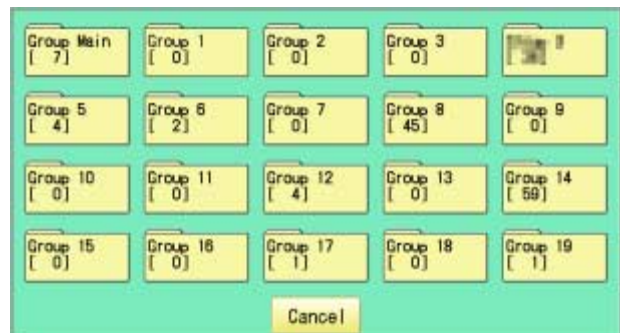 Group Main
[ 7]
Group 1
[ 0]
Group 2
[ 0]
Group 3
[ 0]
Group 5
[ 4]
Group 6
[ 2]
Group 7
[ 0]
Group 8
[ 45]
Group 9
[ 0]
Group 10
[ 0]
Group 11
[ 0]
Group 12
[ 4]
Group 13
[ 0]
Group 14
[ 59]
Group 15
[ 0]
Group 16
[ 0]
Group 17
[ 1]
Group 18
[ 0]
Group 19
[ 1]
Cancel